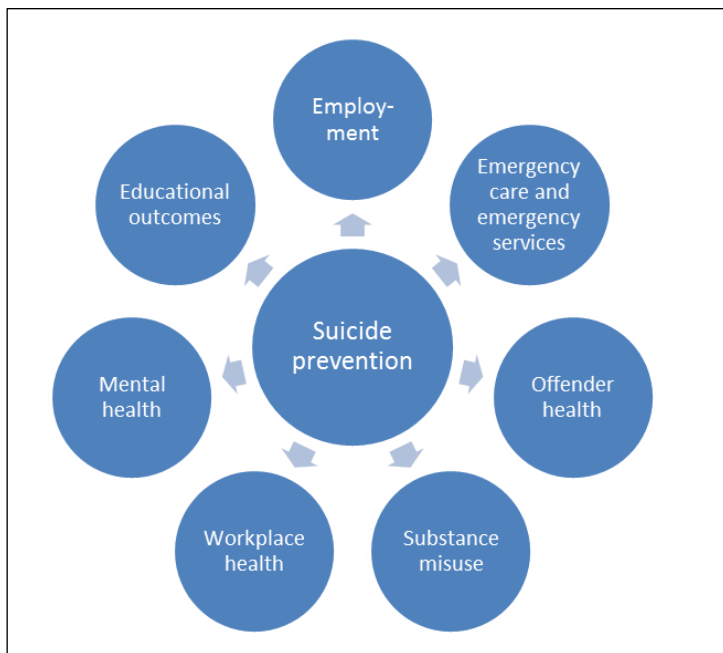 Employ-
ment
Emergency
care and
emergency
services
Offender
health
Substance
misuse
Workplace
health
Mental
health
Educational
outcomes
Suicide
prevention